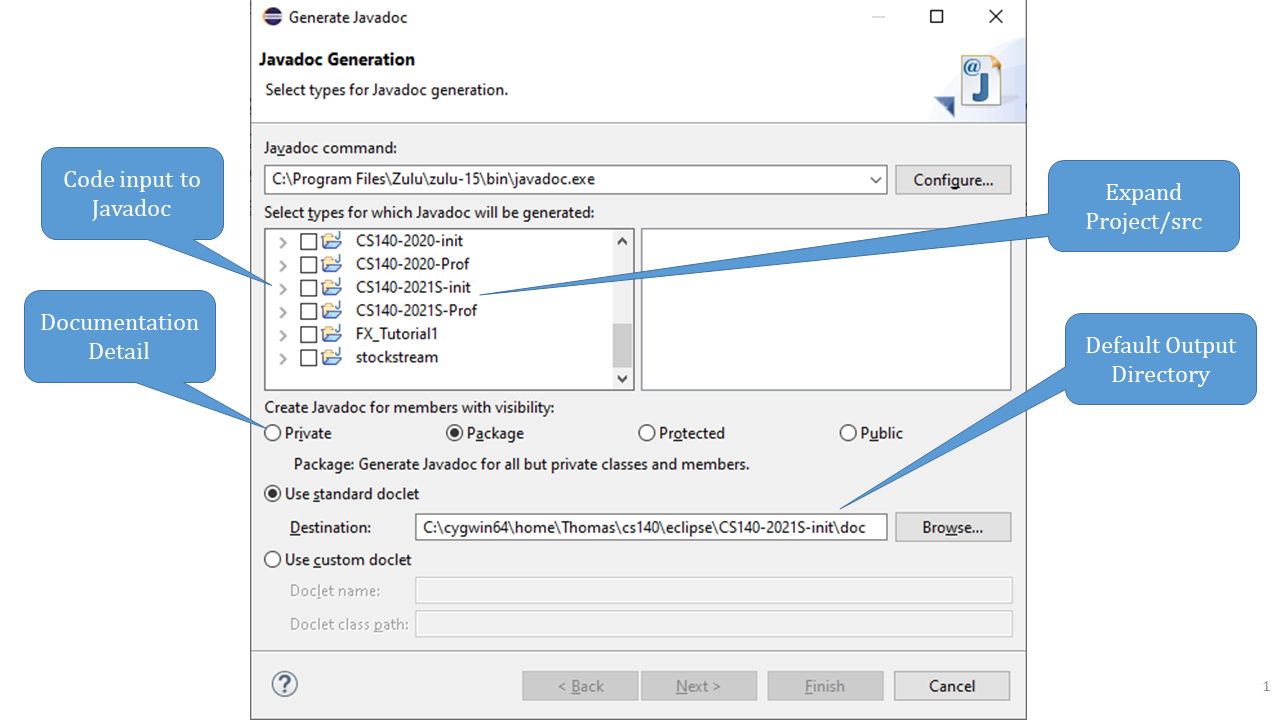 Generate Javadoc
Javadoc Generation
Select types for Javadoc generation.
Javadoc command:
C:\Program Files\Zulu\zulu-15\bin\javadoc.exe
Configure...
Select types for which Javadoc will be generated:
CS140-2020-init
CS140-2020-Prof
CS140-2021S-init
CS140-2021S-Prof
FX_Tutorial1
stockstream
Create Javadoc for members with visibility:
Private Package Protected Public
Package: Generate Javadoc for all but private classes and members.
Use standard doclet
Destination: C:\cygwin64\home\Thomas\cs140\eclipse\CS140-2021S-init\doc Browse...
Use custom doclet
Doclet name:
Doclet class path:
? < Back Next > Finish Cancel
Code input to
Javadoc
Documentation
Detail
Expand
Project/src
Default Output
Directory
@J
1